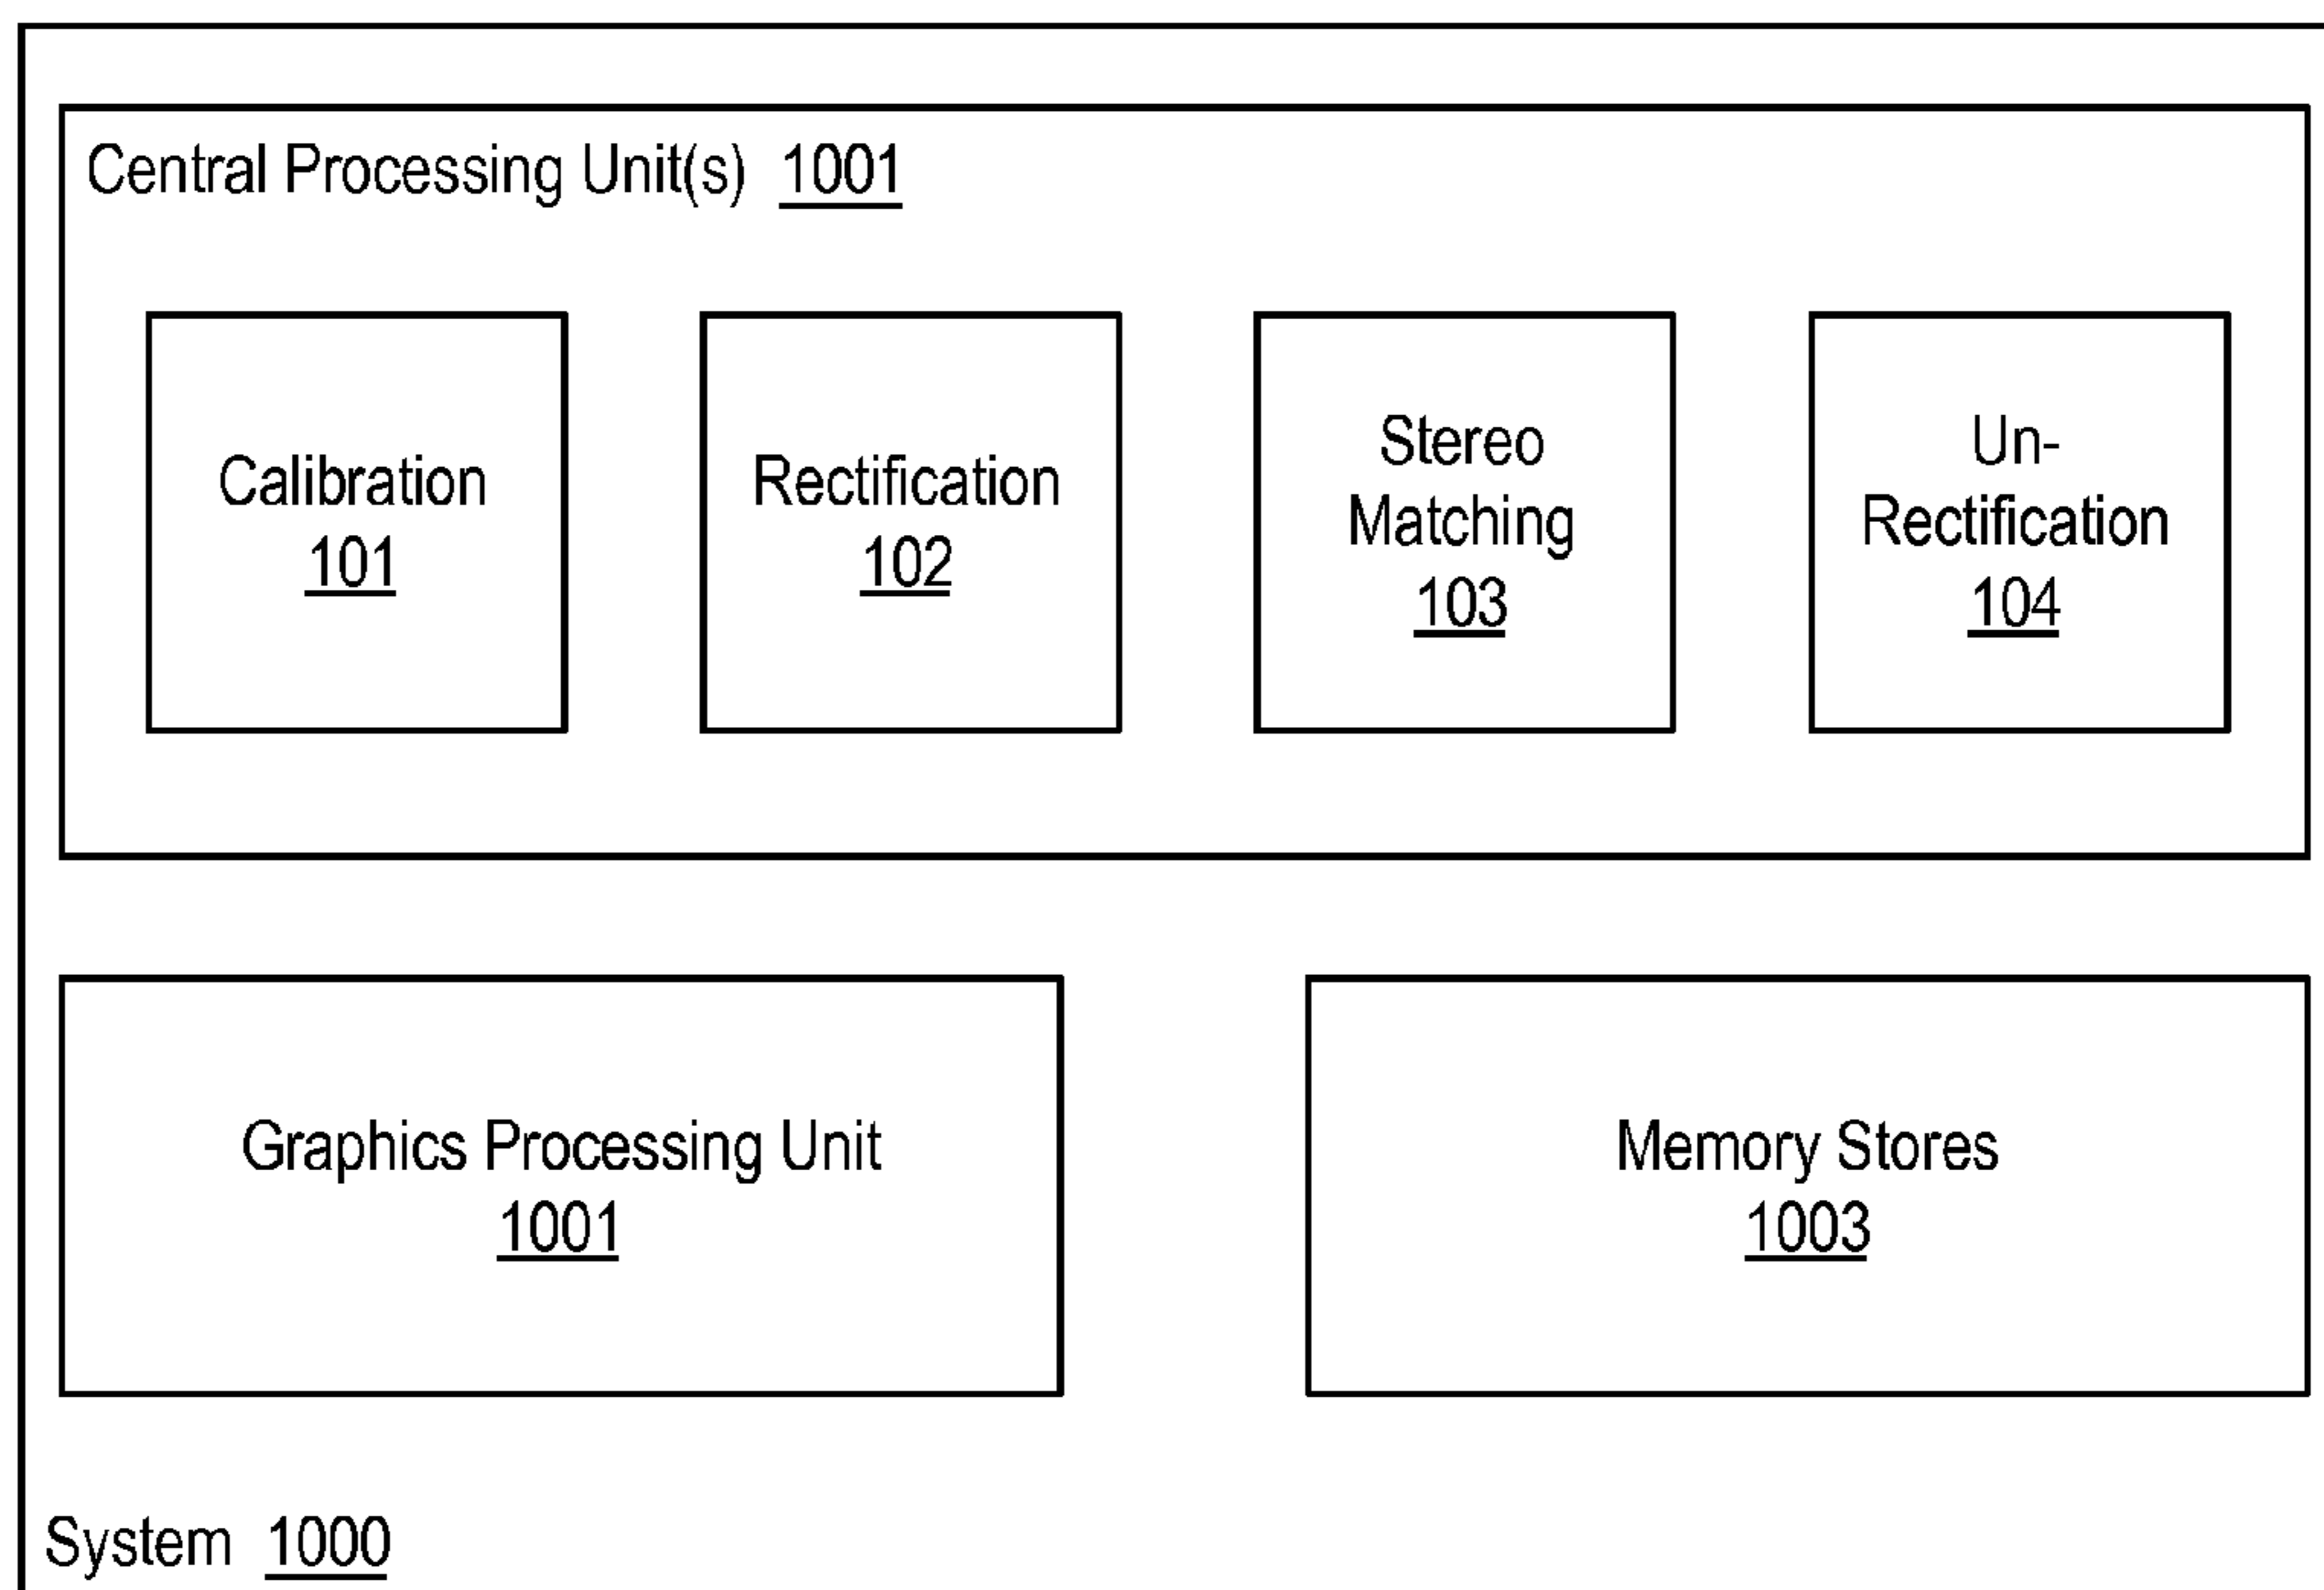 Central Processing Unit(s) 1001
Calibration
101
Rectification
102
Stereo
Matching
103
Un-
Rectification
104
Graphics Processing Unit
1001
Memory Stores
1003
System 1000